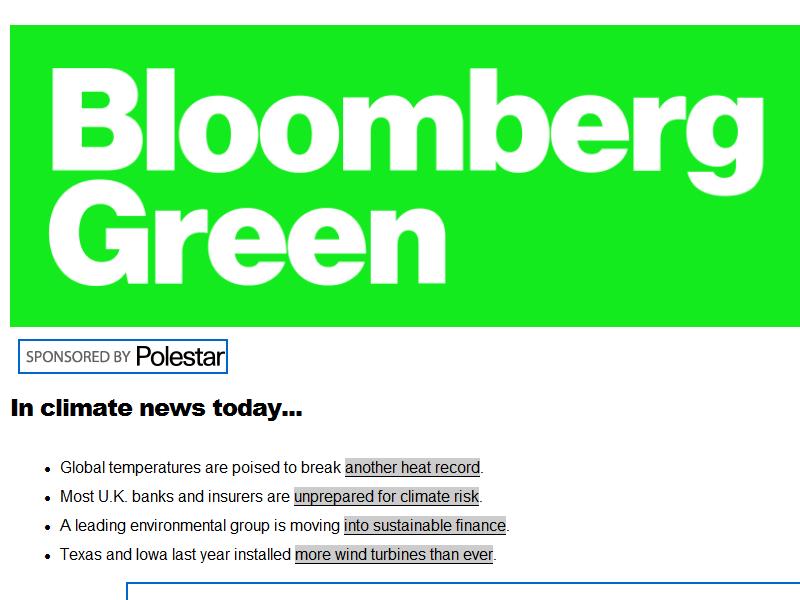 Bloomberg
Green
SPONSORED BY Polestar
In climate news today...
• Global temperatures are poised to break another heat record.
• Most U.K. banks and insurers are unprepared for climate risk.
• A leading environmental group is moving into sustainable finance.
• Texas and Iowa last year installed more wind turbines than ever.